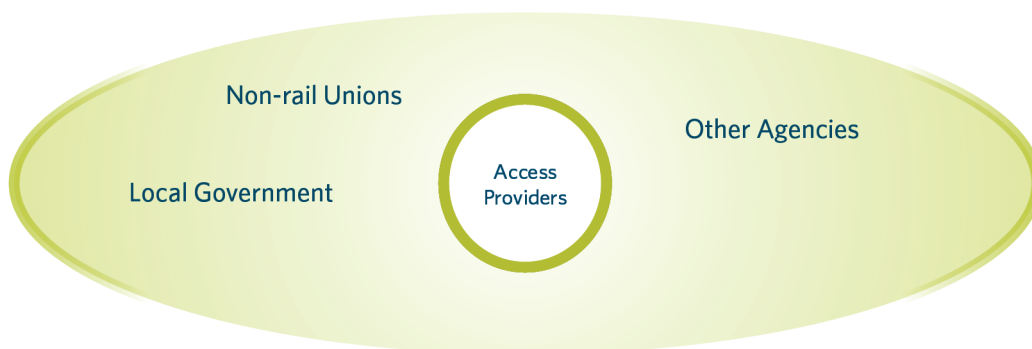 Non-rail Unions
Other Agencies
Access
Providers
Local Government